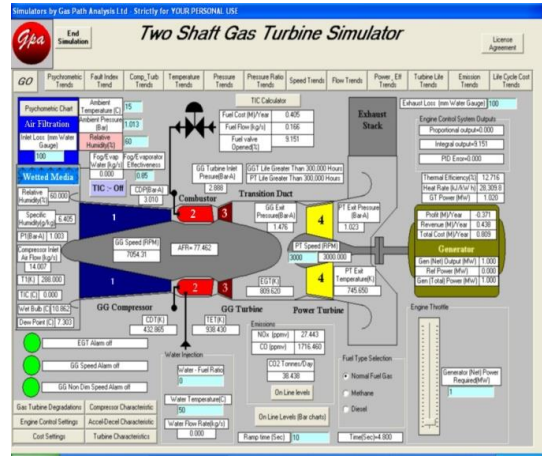 Simulators by Gas Path Analysis Ltd - Strictly for YOUR PERSONAL USE
Gpa
End Simulation
Two Shaft Gas Turbine Simulator
License Agreement
GO
Psychometric Trends
Fault Index Trend
Comp_Turb Trends
Temperature Trends
Pressure Trends
Pressure Ratio Trends
Speed Trends
Flow Trends
Power_Eff Trends
Turbine Life Trends
Emission Trends
Life Cycle Cost Trends
Psychometric Chart
Ambient Temperature (C) 15
Ambient Pressure (Bar) 1.013
Relative Humidity(%) 60
Air Filtration
Inlet Loss (mm Water Gauge)
100
Wetted Media
Fog/Evap Water (kg/s) 0.000
Fog/Evaporator Effectiveness 0.85
TIC :- Off
CDP(Bar-A) 3.010
Relative Humidity(%) 60.000
Specific Humidity(g) 6.405
P1(Bar-A) 1.003
Compressor Inlet Air Flow (kg/s)
14.007
T1(K) 288.000
TIC (C) 0.000
Wet Bulb (C) 10.862
Dew Point (C) 7.303
TIC Calculator
Fuel Cost (M)/Year 0.405
Fuel Flow (kg/s) 0.166
Fuel valve Opened(%) 9.151
GG Turbine Inlet Pressure(Bar-A)
2.888
GGT Life Greater Than 300,000 Hours
PT Life Greater Than 300,000 Hours
Combustor
Transition Duct
Exhaust Stack
Exhaust Loss (mm Water Gauge) 100
Engine Control System Outputs
Proportional output=0.000
Integral output=9.151
PID Error=0.000
Thermal Efficiency(%) 12.716
Heat Rate (kJ/kW h) 28,309.8
GT Power (MW) 1.020
Profit (M)/Year -0.371
Revenue (M)/Year 0.438
Total Cost (M)/Year 0.809
Generator
Gen (Net) Output (MW) 1.000
Ref Power (MW) 0.000
Gen (Total) Power (MW) 1.000
1
2
3
4
GG Exit Pressure(Bar-A)
1.476
PT Exit Pressure(Bar-A)
1.023
GG Speed (RPM)
7054.31
AFR= 77.462
PT Speed (RPM)
3000 3000.000
EGT(K)
809.620
PT Exit Temperature(K)
745.650
1
2
3
4
GG Compressor
GG Turbine
Power Turbine
CDT(K)
432.865
TET(K)
938.430
EGT Alarm off
GG Speed Alarm off
GG Non Dim Speed Alarm off
Water Injection
Water - Fuel Ratio
0
Water Temperature(C)
50
Water Flow Rate(kg/s)
0.000
Emissions
NOx (ppmv) 27.443
CO (ppmv) 1716.460
CO2 Tonnes/Day
38.438
On Line levels
On Line Levels (Bar charts)
Fuel Type Selection
Normal Fuel Gas
Methane
Diesel
Engine Throttle
Generator (Net) Power Required(MW)
1
Gas Turbine Degradations
Compressor Characteristic
Engine Control Settings
Accel-Decel Characteristic
Cost Settings
Turbine Characteristics
Ramp time (Sec) 10
Time(Sec)=4.800